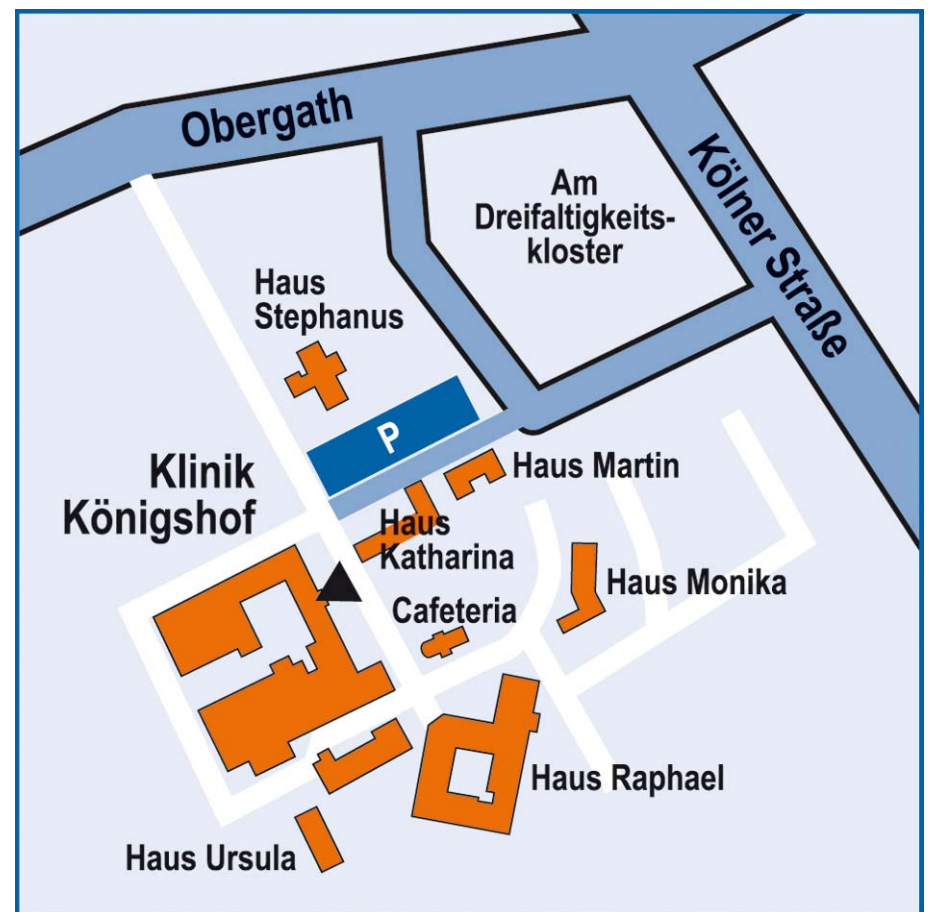 Obergath
Kölner Straße
Am
Dreifaltigkeits-
kloster
Haus
Stephanus
P
Klinik
Königshof
Haus Martin
Haus
Katharina
Haus Monika
Cafeteria
Haus Raphael
Haus Ursula